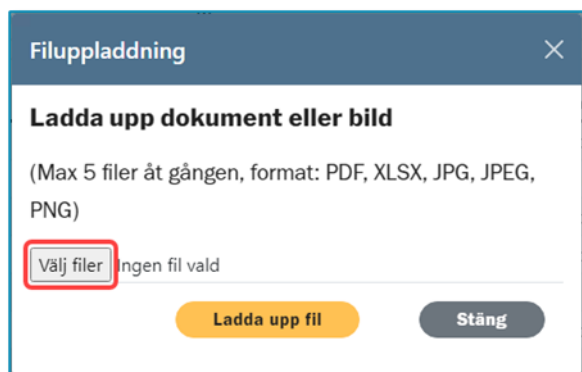 Filuppladdning
Ladda upp dokument eller bild
(Max 5 filer åt gången, format: PDF, XLSX, JPG, JPEG,
PNG)
Välj filer Ingen fil vald
Ladda upp fil Stäng